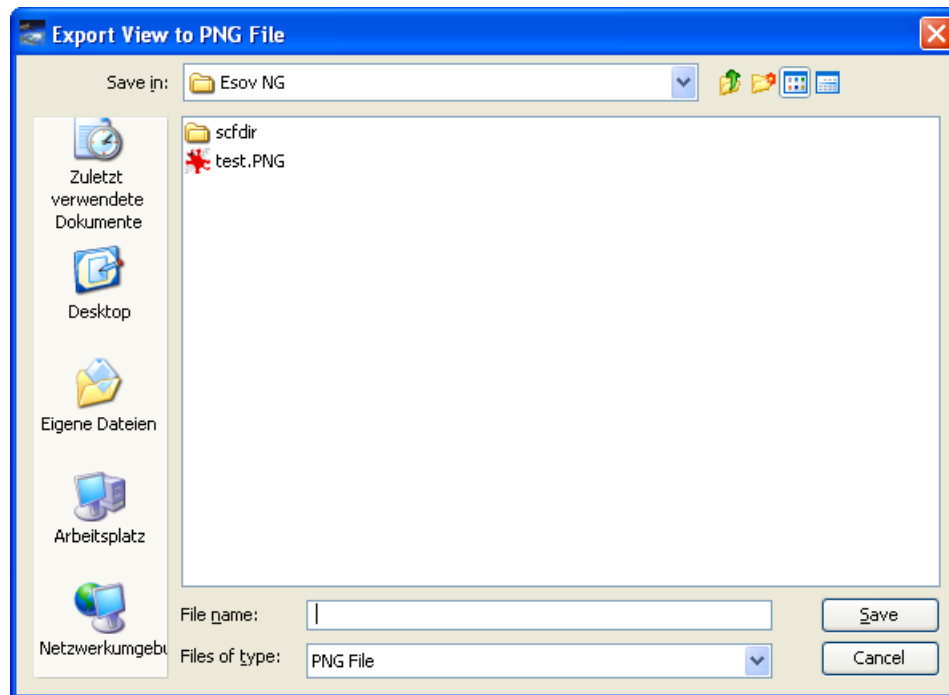 Export View to PNG File
Save in:
Esov NG
Zuletzt
verwendete
Dokumente
Desktop
Eigene Dateien
Arbeitsplatz
Netzwerkumgebu
scfdir
test.PNG
File name:
Save
Files of type:
PNG File
Cancel